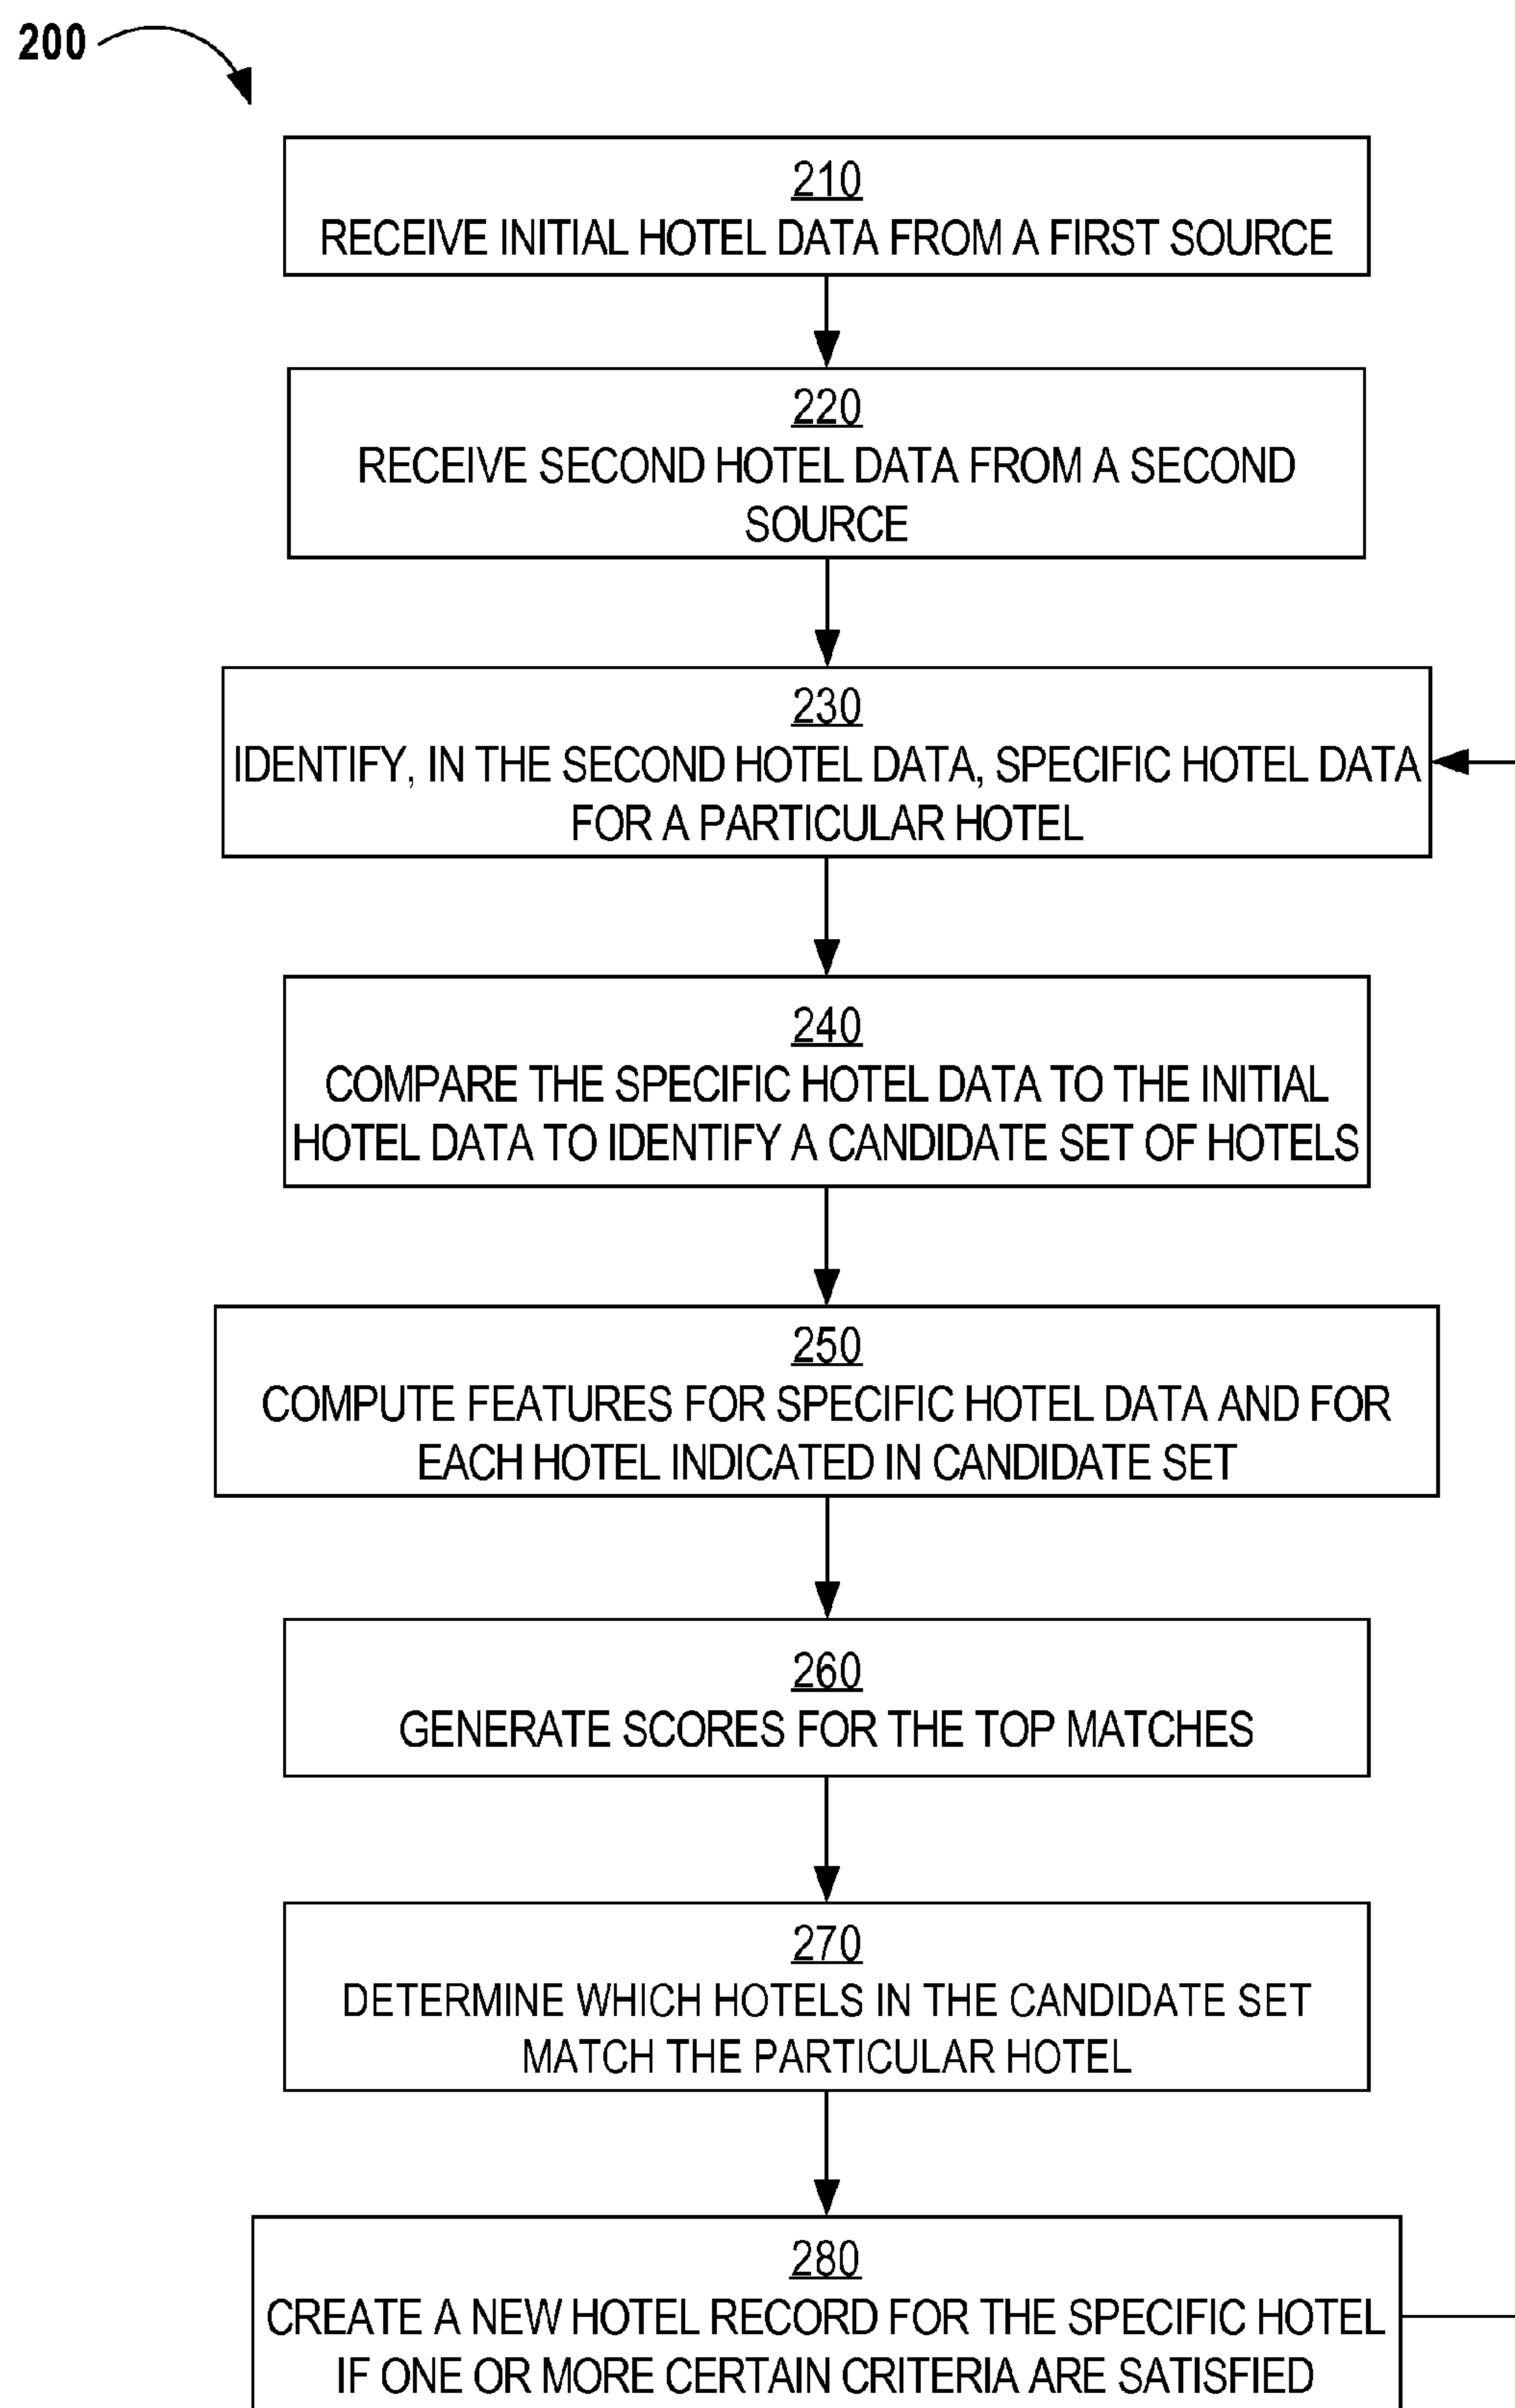 200
210
RECEIVE INITIAL HOTEL DATA FROM A FIRST SOURCE
220
RECEIVE SECOND HOTEL DATA FROM A SECOND
SOURCE
230
IDENTIFY, IN THE SECOND HOTEL DATA, SPECIFIC HOTEL DATA
FOR A PARTICULAR HOTEL
240
COMPARE THE SPECIFIC HOTEL DATA TO THE INITIAL
HOTEL DATA TO IDENTIFY A CANDIDATE SET OF HOTELS
250
COMPUTE FEATURES FOR SPECIFIC HOTEL DATA AND FOR
EACH HOTEL INDICATED IN CANDIDATE SET
260
GENERATE SCORES FOR THE TOP MATCHES
270
DETERMINE WHICH HOTELS IN THE CANDIDATE SET
MATCH THE PARTICULAR HOTEL
280
CREATE A NEW HOTEL RECORD FOR THE SPECIFIC HOTEL
IF ONE OR MORE CERTAIN CRITERIA ARE SATISFIED